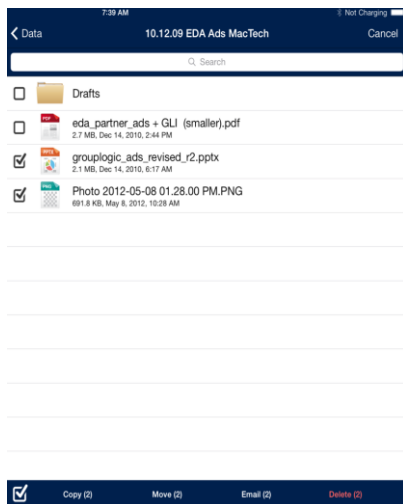 7:39 AM
Not Charging
Data
10.12.09 EDA Ads MacTech
Cancel
Search
Drafts
PDF
eda_partner_ads + GLI (smaller).pdf
2.7 MB, Dec 14, 2010, 2:44 PM
grouplogic_ads_revised_r2.pptx
2.1 MB, Dec 14, 2010, 6:17 AM
PNG
Photo 2012-05-08 01.28.00 PM.PNG
691.8 KB, May 8, 2012, 10:28 AM
Copy (2)
Move (2)
Email (2)
Delete (2)